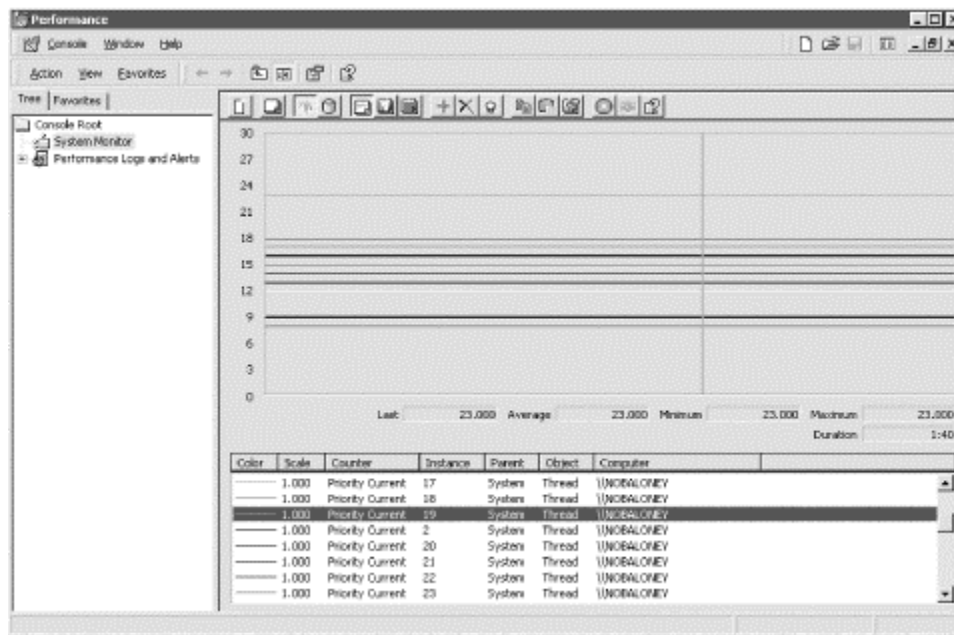 Performance
Console Window Help
Action View Favorites
Tree Favorites
Console Root
System Monitor
Performance Logs and Alerts
30
27
24
21
18
15
12
9
6
3
0
Last 23.000 Average 23.000 Minimum 23.000 Maximum 23.000
Duration 1:40
Color Scale Counter Instance Parent Object Computer
1.000 Priority Current 17 System Thread \\NOBALONEY
1.000 Priority Current 18 System Thread \\NOBALONEY
1.000 Priority Current 19 System Thread \\NOBALONEY
1.000 Priority Current 2 System Thread \\NOBALONEY
1.000 Priority Current 20 System Thread \\NOBALONEY
1.000 Priority Current 21 System Thread \\NOBALONEY
1.000 Priority Current 22 System Thread \\NOBALONEY
1.000 Priority Current 23 System Thread \\NOBALONEY